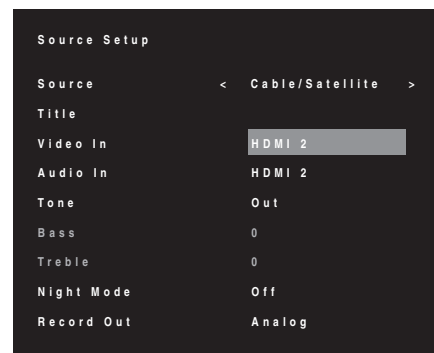 Source Setup
Source < Cable/Satellite >
Title
Video In HDMI 2
Audio In HDMI 2
Tone Out
Bass 0
Treble 0
Night Mode Off
Record Out Analog